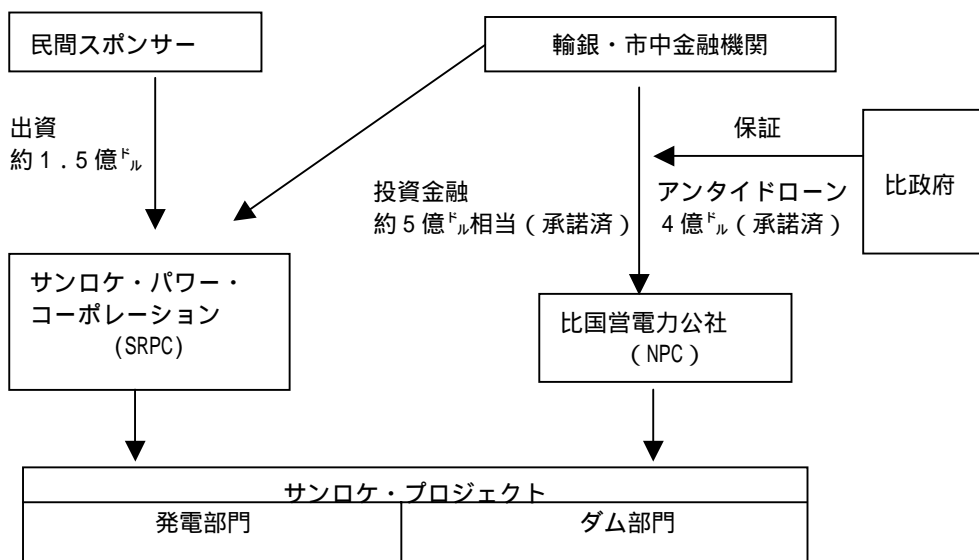 民間スポンサー
輸銀・市中金融機関
出資
約1.5億㌦
保証
比政府
投資金融
約5億㌦相当(承諾済)
アンタイドローン
4億㌦(承諾済)
サンロケ・パワー・
コーポレーション
(SRPC)
比国営電力公社
(NPC)
サンロケ・プロジェクト
発電部門
ダム部門